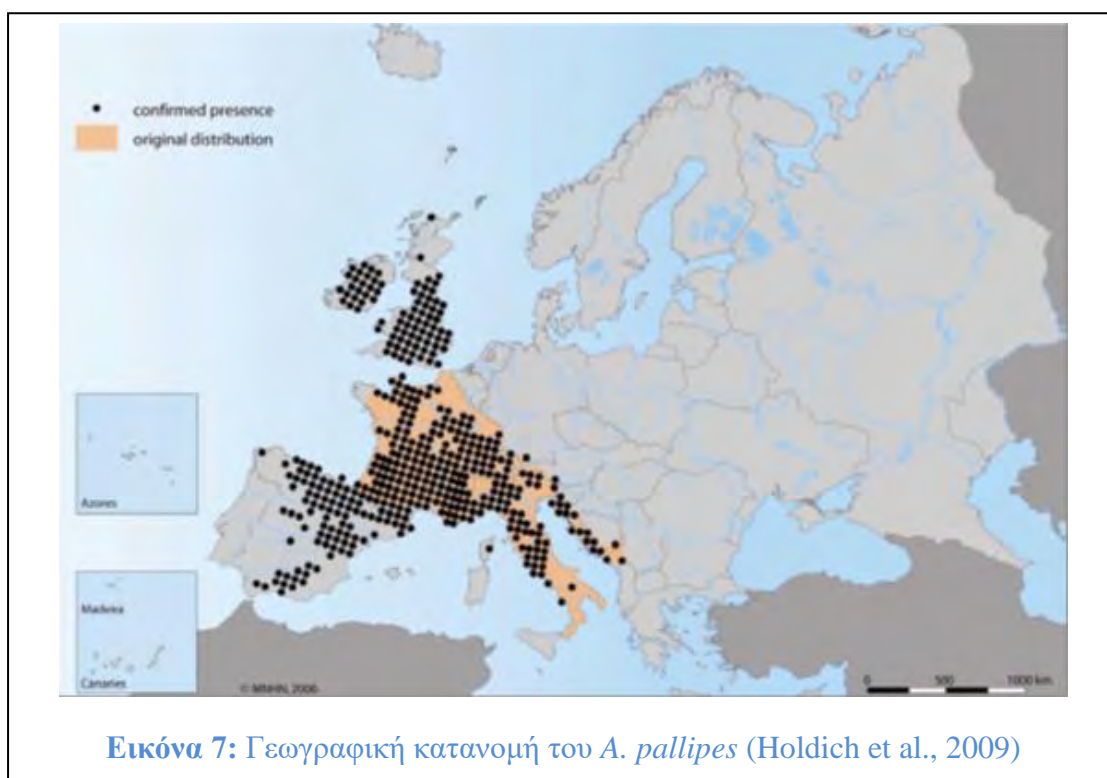 confirmed presence
original distribution
Azores
Madeira
Canaries
© MNHN, 2006
0 500 1000 km
Εικόνα 7: Γεωγραφική κατανομή του A. pallipes (Holdich et al., 2009)